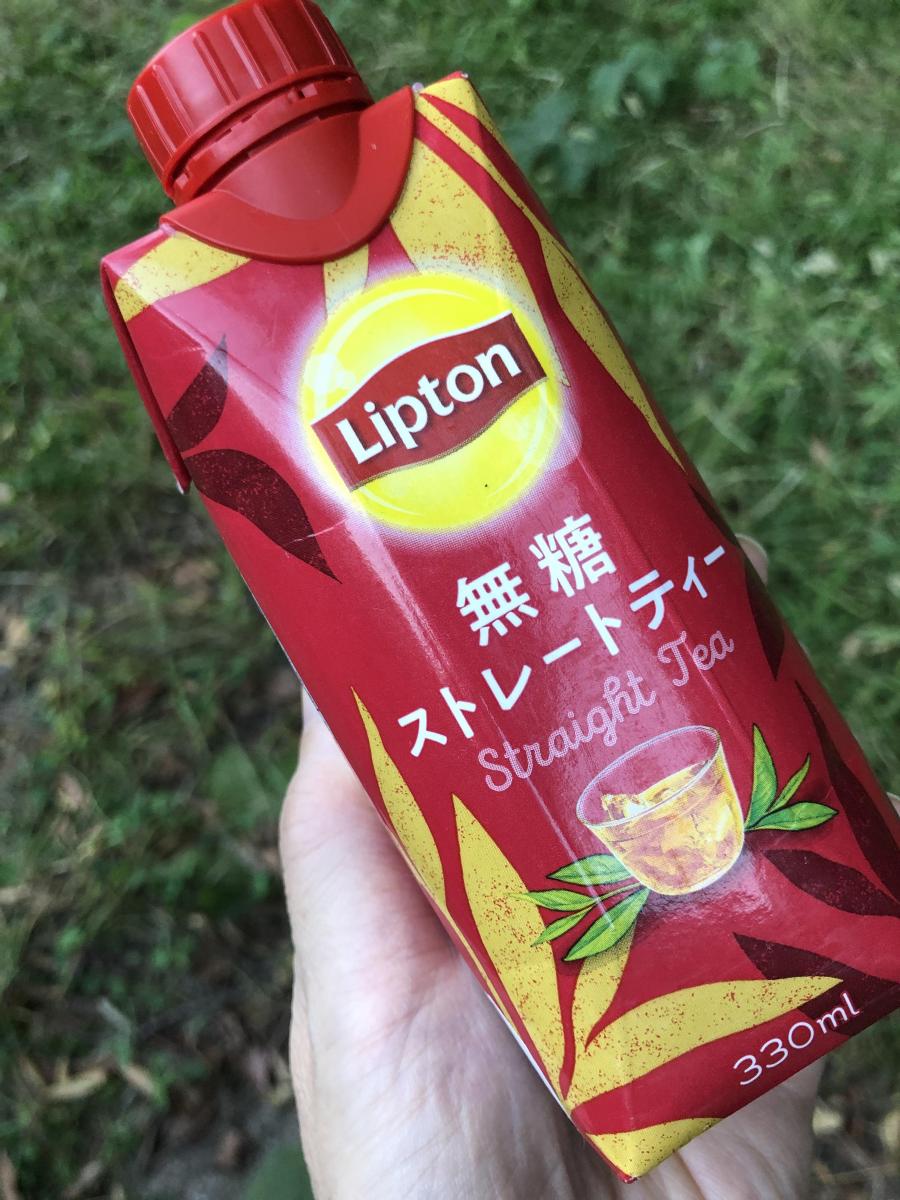 Lipton
無糖
ストレートティー
Straight Tea
330ml